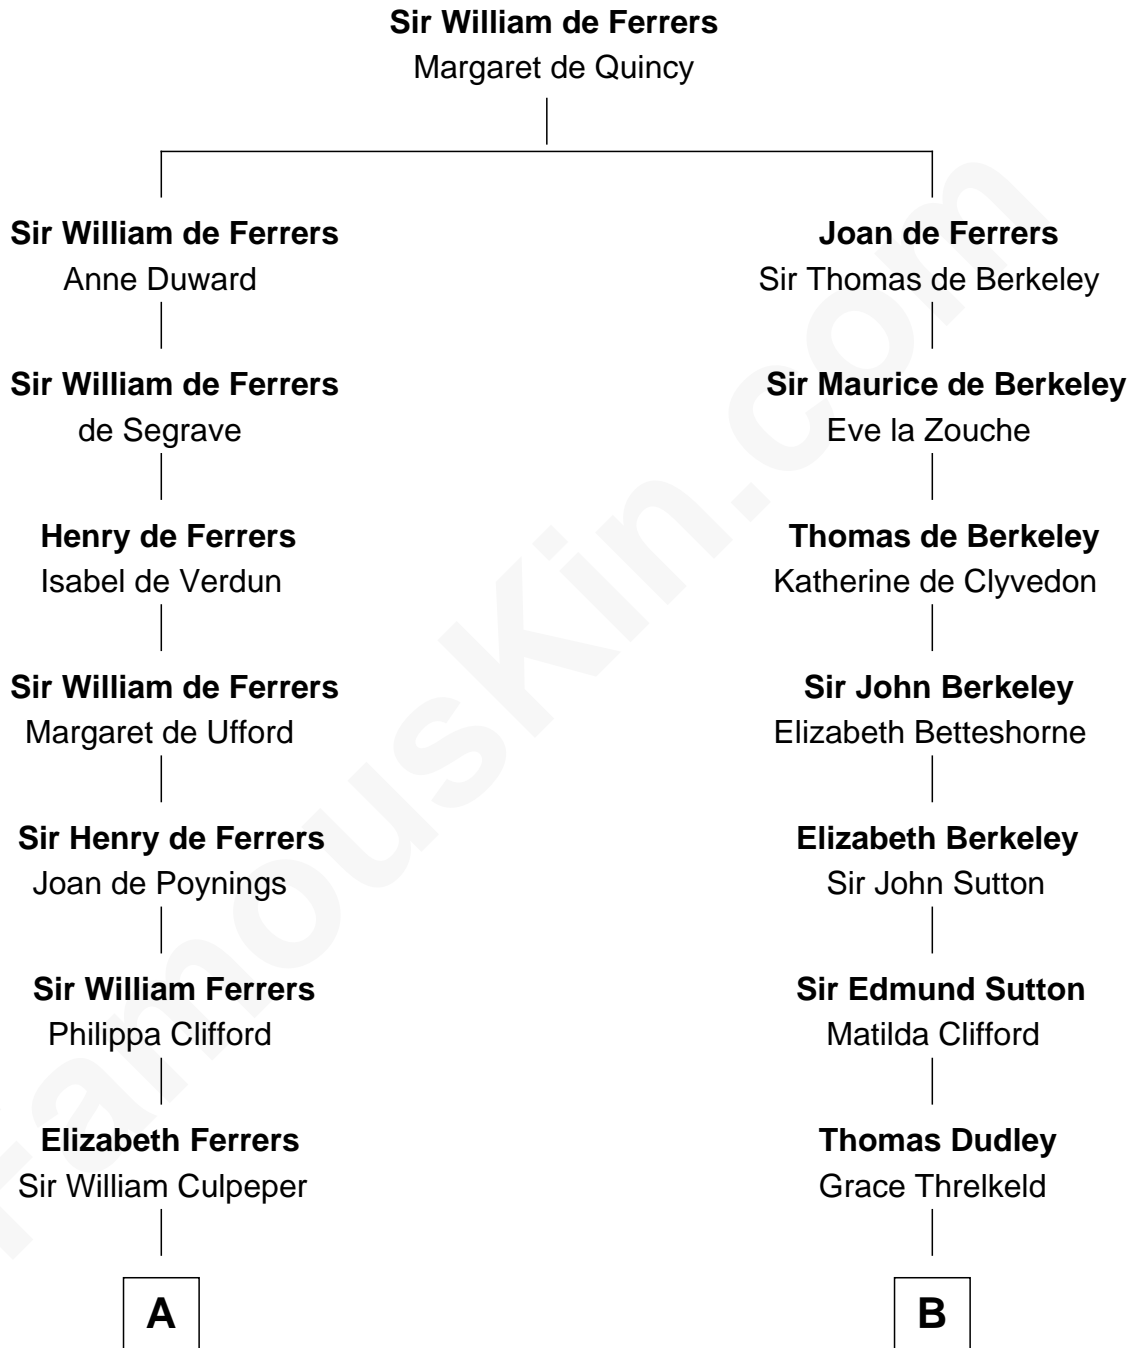 Sir William de Ferrers
Margaret de Quincy
Sir William de Ferrers
Anne Duward
Joan de Ferrers
Sir Thomas de Berkeley
Sir William de Ferrers
de Segrave
Sir Maurice de Berkeley
Eve la Zouche
Henry de Ferrers
Isabel de Verdun
Thomas de Berkeley
Katherine de Clyvedon
Sir William de Ferrers
Margaret de Ufford
Sir John Berkeley
Elizabeth Betteshorne
Sir Henry de Ferrers
Joan de Poynings
Elizabeth Berkeley
Sir John Sutton
Sir William Ferrers
Philippa Clifford
Sir Edmund Sutton
Matilda Clifford
Elizabeth Ferrers
Sir William Culpeper
Thomas Dudley
Grace Threlkeld
A
B
FamousKin.com